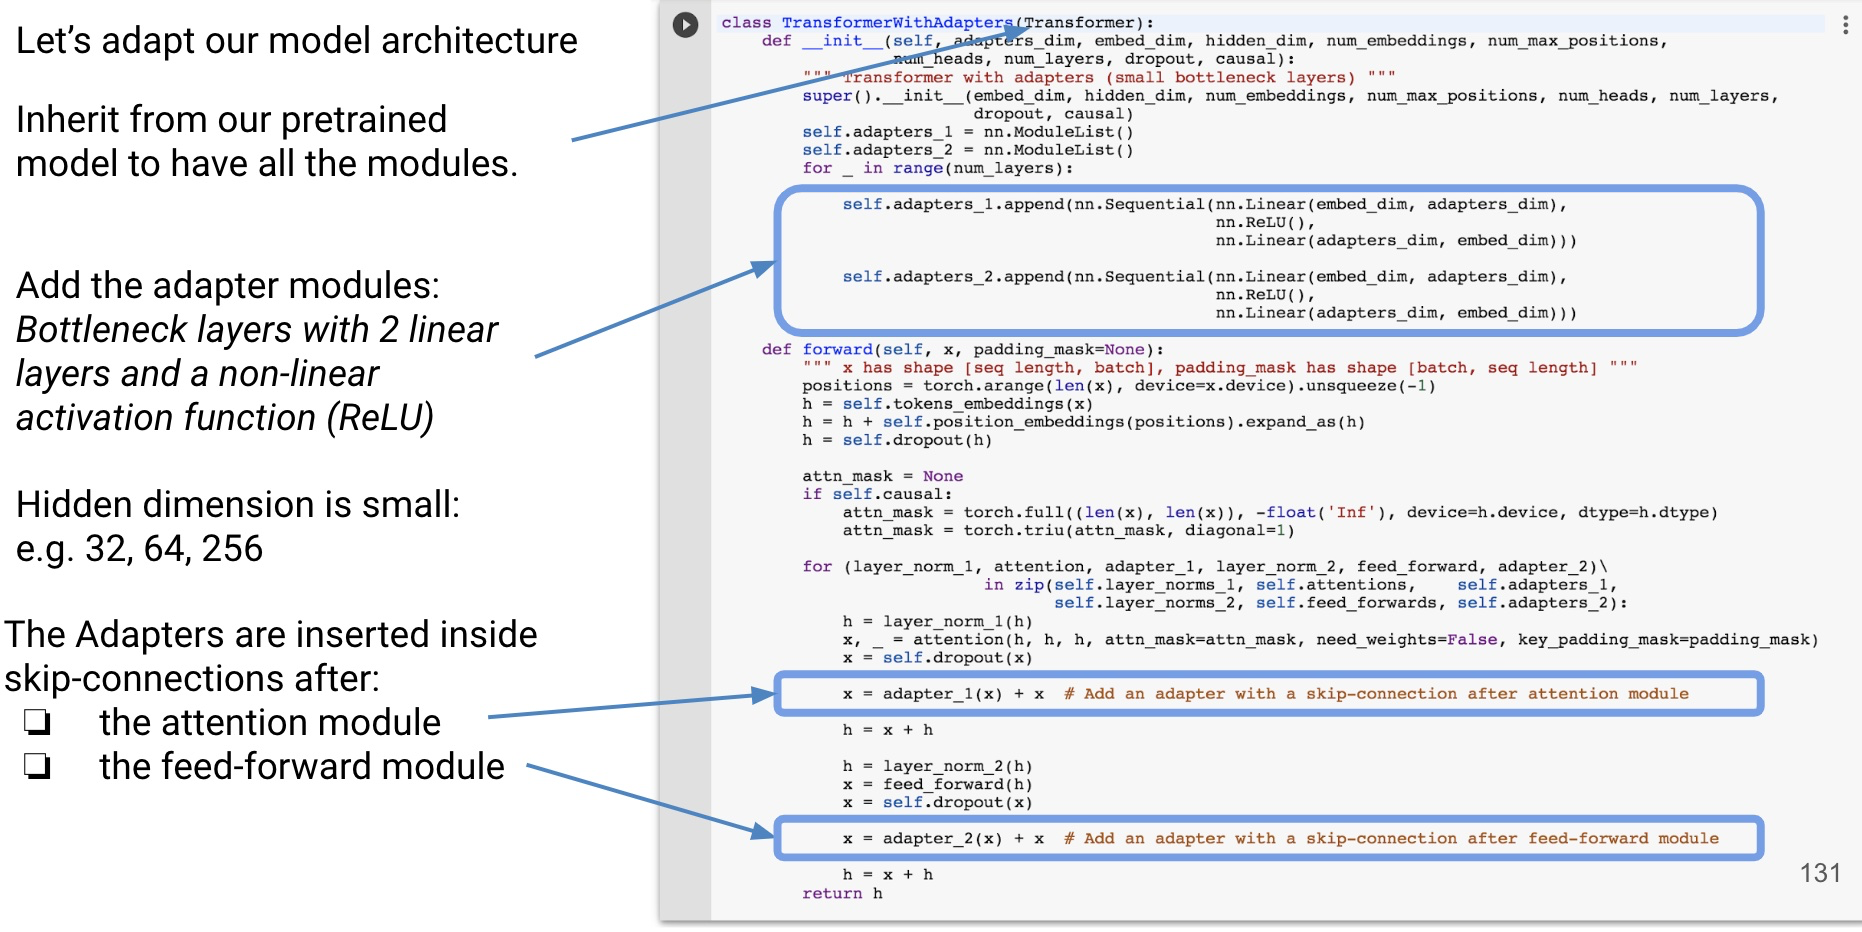 Let's adapt our model architecture
Inherit from our pretrained
model to have all the modules.
Add the adapter modules:
Bottleneck layers with 2 linear
layers and a non-linear
activation function (ReLU)
Hidden dimension is small:
e.g. 32, 64, 256
The Adapters are inserted inside
skip-connections after:
❏ the attention module
❏ the feed-forward module
class TransformerWithAdapters(Transformer):
    def __init__(self, adapters_dim, embed_dim, hidden_dim, num_embeddings, num_max_positions,
                 num_heads, num_layers, dropout, causal):
        """ Transformer with adapters (small bottleneck layers) """
        super().__init__(embed_dim, hidden_dim, num_embeddings, num_max_positions, num_heads, num_layers,
                         dropout, causal)
        self.adapters_1 = nn.ModuleList()
        self.adapters_2 = nn.ModuleList()
        for _ in range(num_layers):
            self.adapters_1.append(nn.Sequential(nn.Linear(embed_dim, adapters_dim),
                                                 nn.ReLU(),
                                                 nn.Linear(adapters_dim, embed_dim)))
            self.adapters_2.append(nn.Sequential(nn.Linear(embed_dim, adapters_dim),
                                                 nn.ReLU(),
                                                 nn.Linear(adapters_dim, embed_dim)))
    def forward(self, x, padding_mask=None):
        """ x has shape [seq length, batch], padding_mask has shape [batch, seq length] """
        positions = torch.arange(len(x), device=x.device).unsqueeze(-1)
        h = self.tokens_embeddings(x)
        h = h + self.position_embeddings(positions).expand_as(h)
        h = self.dropout(h)
        attn_mask = None
        if self.causal:
            attn_mask = torch.full((len(x), len(x)), -float('Inf'), device=h.device, dtype=h.dtype)
            attn_mask = torch.triu(attn_mask, diagonal=1)
        for (layer_norm_1, attention, adapter_1, layer_norm_2, feed_forward, adapter_2)\
                          in zip(self.layer_norms_1, self.attentions,    self.adapters_1,
                                 self.layer_norms_2, self.feed_forwards, self.adapters_2):
            h = layer_norm_1(h)
            x, _ = attention(h, h, h, attn_mask=attn_mask, need_weights=False, key_padding_mask=padding_mask)
            x = self.dropout(x)
            x = adapter_1(x) + x  # Add an adapter with a skip-connection after attention module
            h = x + h
            h = layer_norm_2(h)
            x = feed_forward(h)
            x = self.dropout(x)
            x = adapter_2(x) + x  # Add an adapter with a skip-connection after feed-forward module
            h = x + h
        return h
131